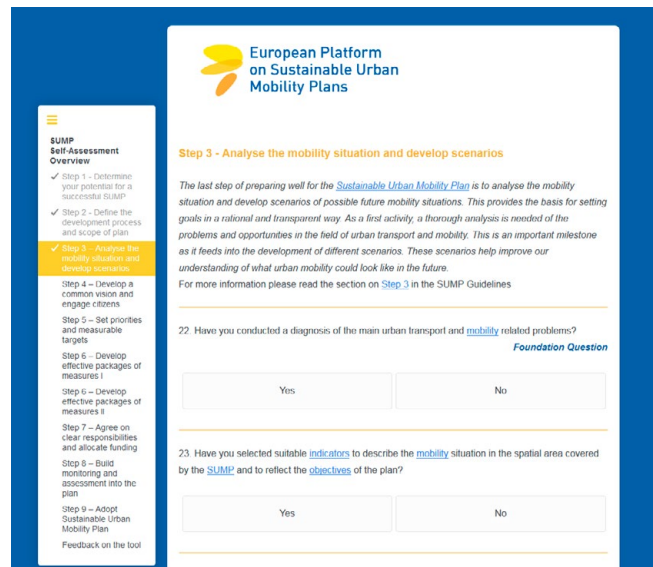 European Platform
on Sustainable Urban
Mobility Plans
SUMP
Self-Assessment
Overview
Step 1 - Determine
your potential for a
successful SUMP
Step 2 - Define the
development process
and scope of plan
Step 3 - Analyse the
mobility situation and
develop scenarios
Step 4 – Develop a
common vision and
engage citizens
Step 5 – Set priorities
and measurable
targets
Step 6 – Develop
effective packages of
measures I
Step 6 – Develop
effective packages of
measures II
Step 7 – Agree on
clear responsibilities
and allocate funding
Step 8 – Build
monitoring and
assessment into the
plan
Step 9 – Adopt
Sustainable Urban
Mobility Plan
Feedback on the tool
Step 3 - Analyse the mobility situation and develop scenarios
The last step of preparing well for the Sustainable Urban Mobility Plan is to analyse the mobility
situation and develop scenarios of possible future mobility situations. This provides the basis for setting
goals in a rational and transparent way. As a first activity, a thorough analysis is needed of the
problems and opportunities in the field of urban transport and mobility. This is an important milestone
as it feeds into the development of different scenarios. These scenarios help improve our
understanding of what urban mobility could look like in the future.
For more information please read the section on Step 3 in the SUMP Guidelines
22. Have you conducted a diagnosis of the main urban transport and mobility related problems?
Foundation Question
Yes No
23. Have you selected suitable indicators to describe the mobility situation in the spatial area covered
by the SUMP and to reflect the objectives of the plan?
Yes No